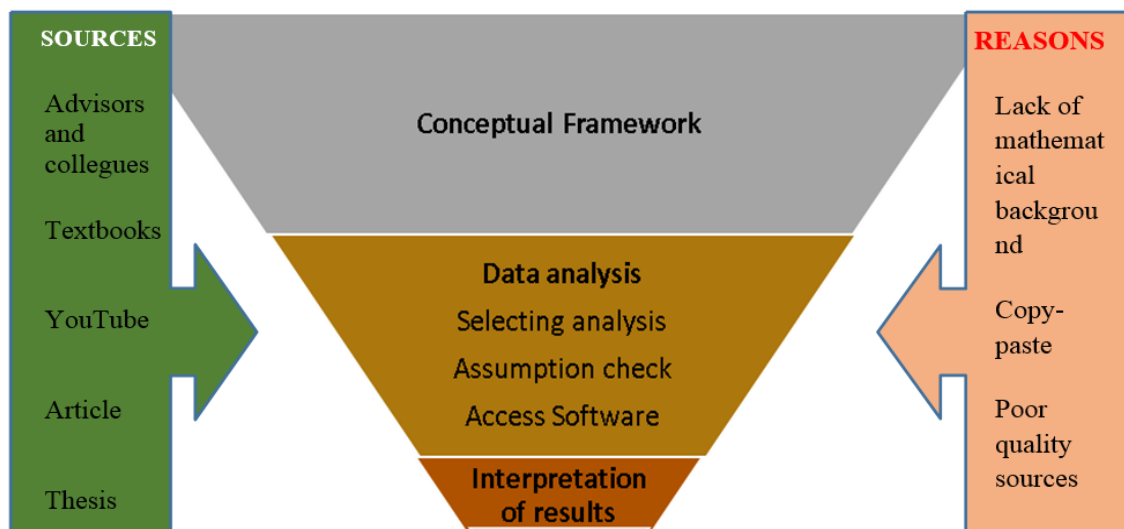 SOURCES
Advisors
and
collegues
Textbooks
YouTube
Article
Thesis
Conceptual Framework
Data analysis
Selecting analysis
Assumption check
Access Software
Interpretation
of results
REASONS
Lack of
mathemat
ical
backgrou
nd
Copy-
paste
Poor
quality
sources